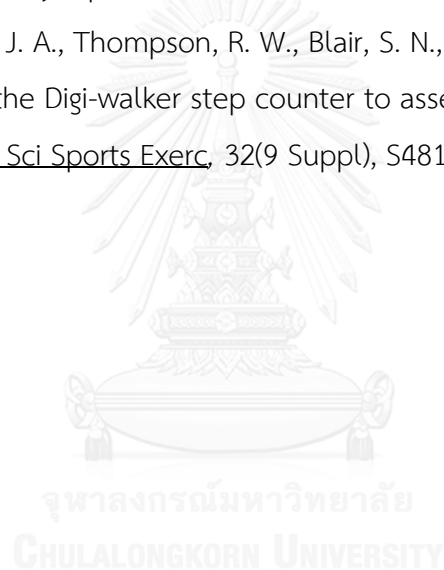 J. A., Thompson, R. W., Blair, S. N.,
the Digi-walker step counter to asse
Sci Sports Exerc, 32(9 Suppl), S481
จุฬาลงกรณ์มหาวิทยาลัย
CHULALONGKORN UNIVERSITY